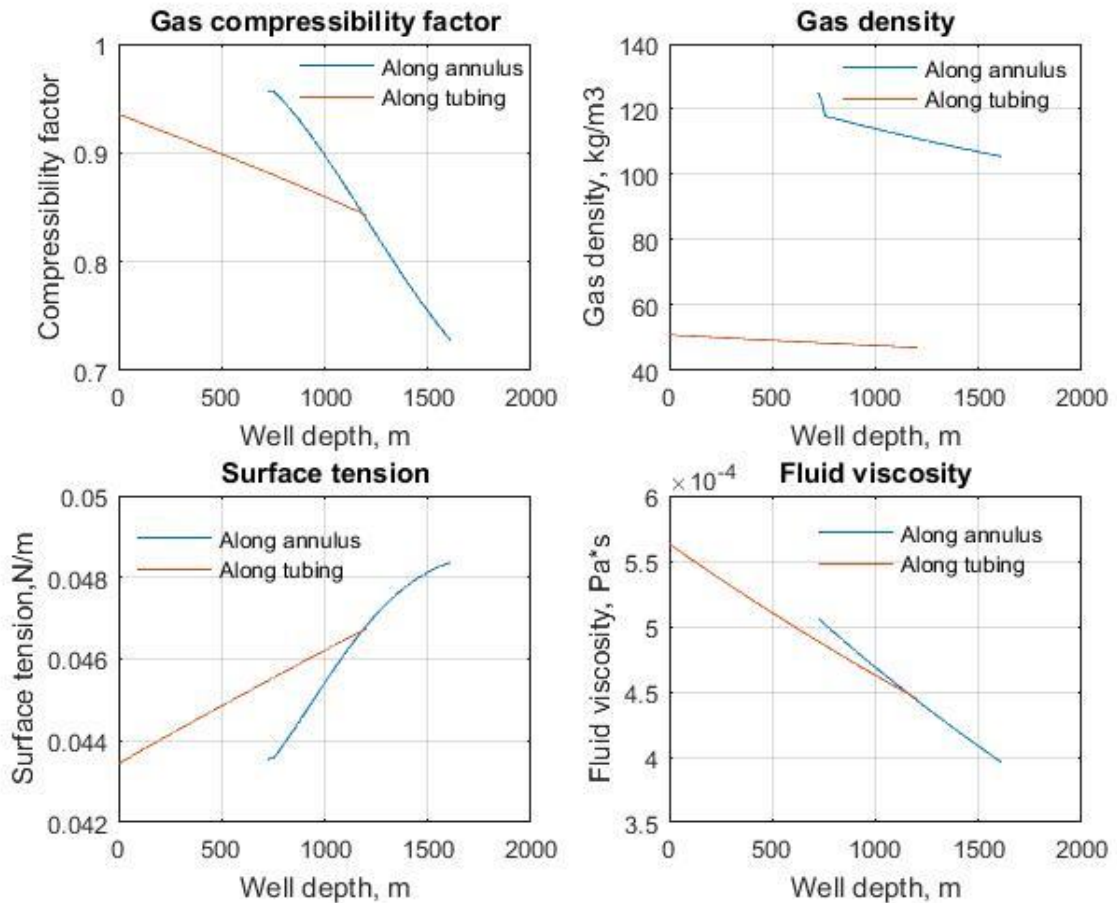 Gas compressibility factor
Compressibility factor
1
0.9
0.8
0.7
Along annulus
Along tubing
0 500 1000 1500 2000
Well depth, m
Gas density
Gas density, kg/m3
140
120
100
80
60
40
Along annulus
Along tubing
0 500 1000 1500 2000
Well depth, m
Surface tension
Surface tension,N/m
0.05
0.048
0.046
0.044
0.042
Along annulus
Along tubing
0 500 1000 1500 2000
Well depth, m
×10⁻⁴ Fluid viscosity
Fluid viscosity, Pa*s
6
5.5
5
4.5
4
3.5
Along annulus
Along tubing
0 500 1000 1500 2000
Well depth, m